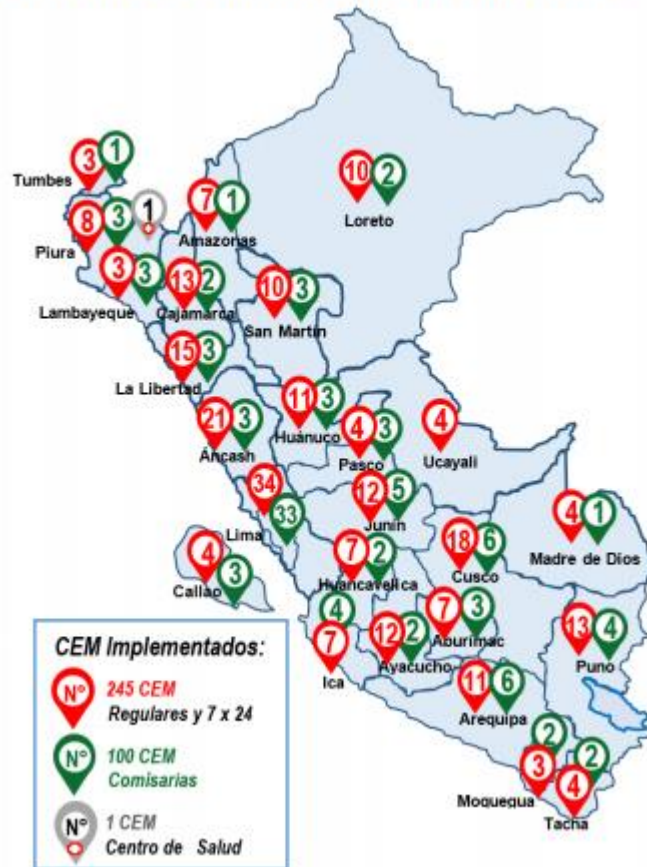 3 1
Tumbes
10 2
Loreto
7 1
Amazonas
8 3 1
Piura
3 3
Lambayeque
13 2
Cajamarca
10 3
San Martín
15 3
La Libertad
11 3
Huánuco
21 3
Áncash
4 3
Pasco
4
Ucayali
34 33
Lima
12 5
Junín
4 1
Madre de Dios
18 6
Cusco
4 3
Callao
7 2
Huancavelica
4
7
Ica
12 2
Ayacucho
7 3
Aburímac
13 4
Puno
11 6
Arequipa
2
3
Moquegua
2
4
Tacha
CEM Implementados:
N° 245 CEM
Regulares y 7 x 24
N° 100 CEM
Comisarias
N° 1 CEM
Centro de Salud